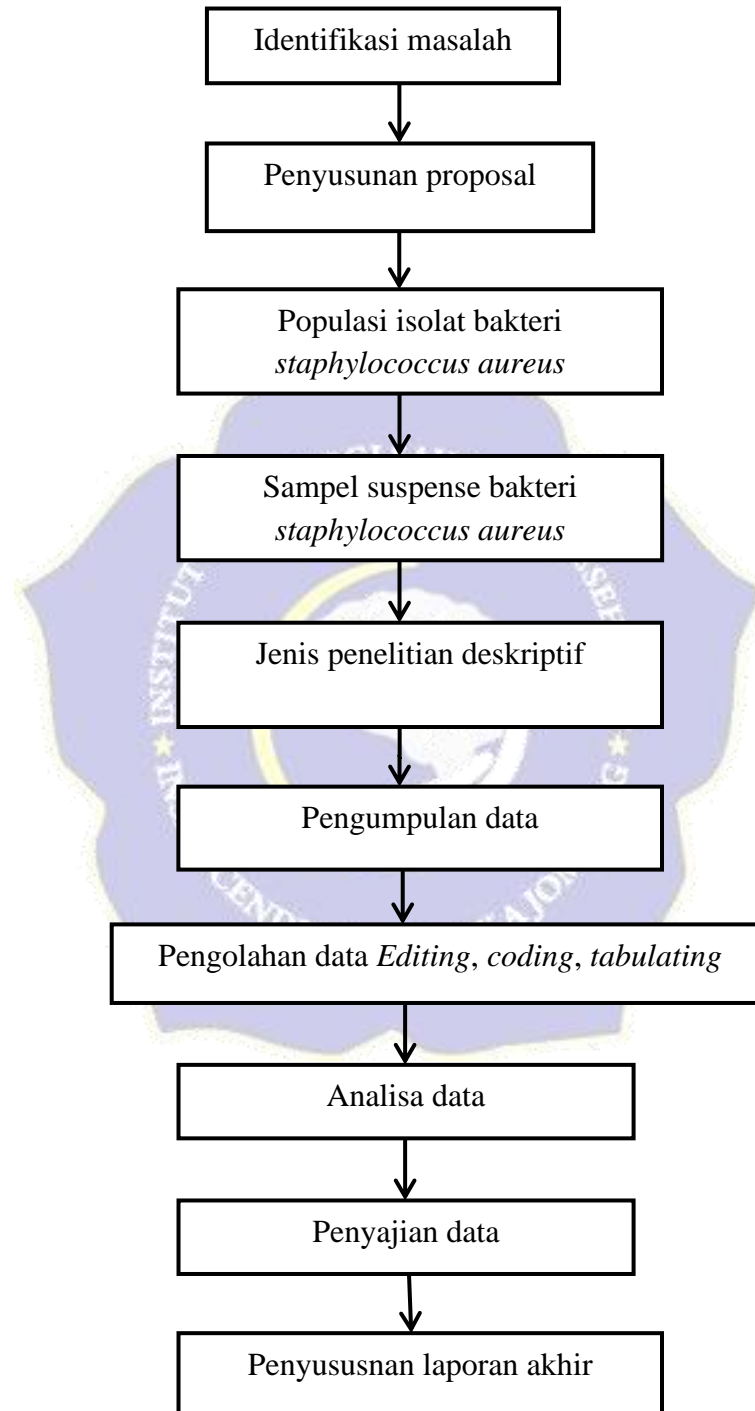 Identifikasi masalah
Penyusunan proposal
Populasi isolat bakteri
staphylococcus aureus
Sampel suspense bakteri
staphylococcus aureus
Jenis penelitian deskriptif
Pengumpulan data
Pengolahan data Editing, coding, tabulating
Analisa data
Penyajian data
Penyususnan laporan akhir
INSTITUT